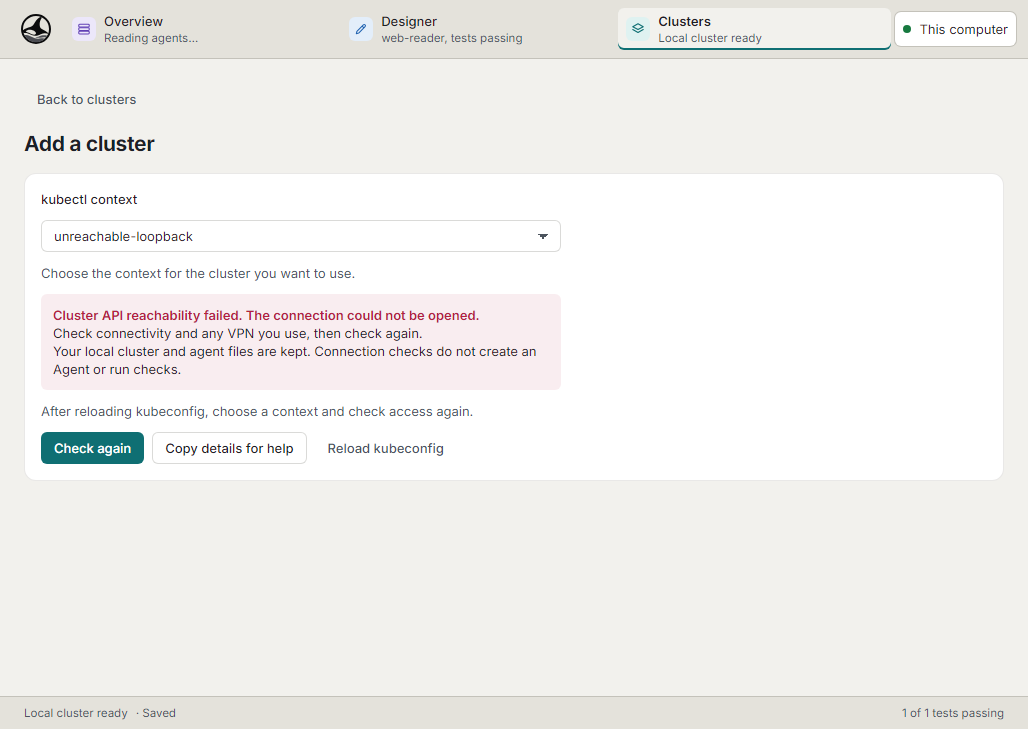 Overview
Reading agents...
Designer
web-reader, tests passing
Clusters
Local cluster ready
This computer
Back to clusters
Add a cluster
kubectl context
unreachable-loopback
Choose the context for the cluster you want to use.
Cluster API reachability failed. The connection could not be opened.
Check connectivity and any VPN you use, then check again.
Your local cluster and agent files are kept. Connection checks do not create an
Agent or run checks.
After reloading kubeconfig, choose a context and check access again.
Check again
Copy details for help
Reload kubeconfig
Local cluster ready · Saved
1 of 1 tests passing